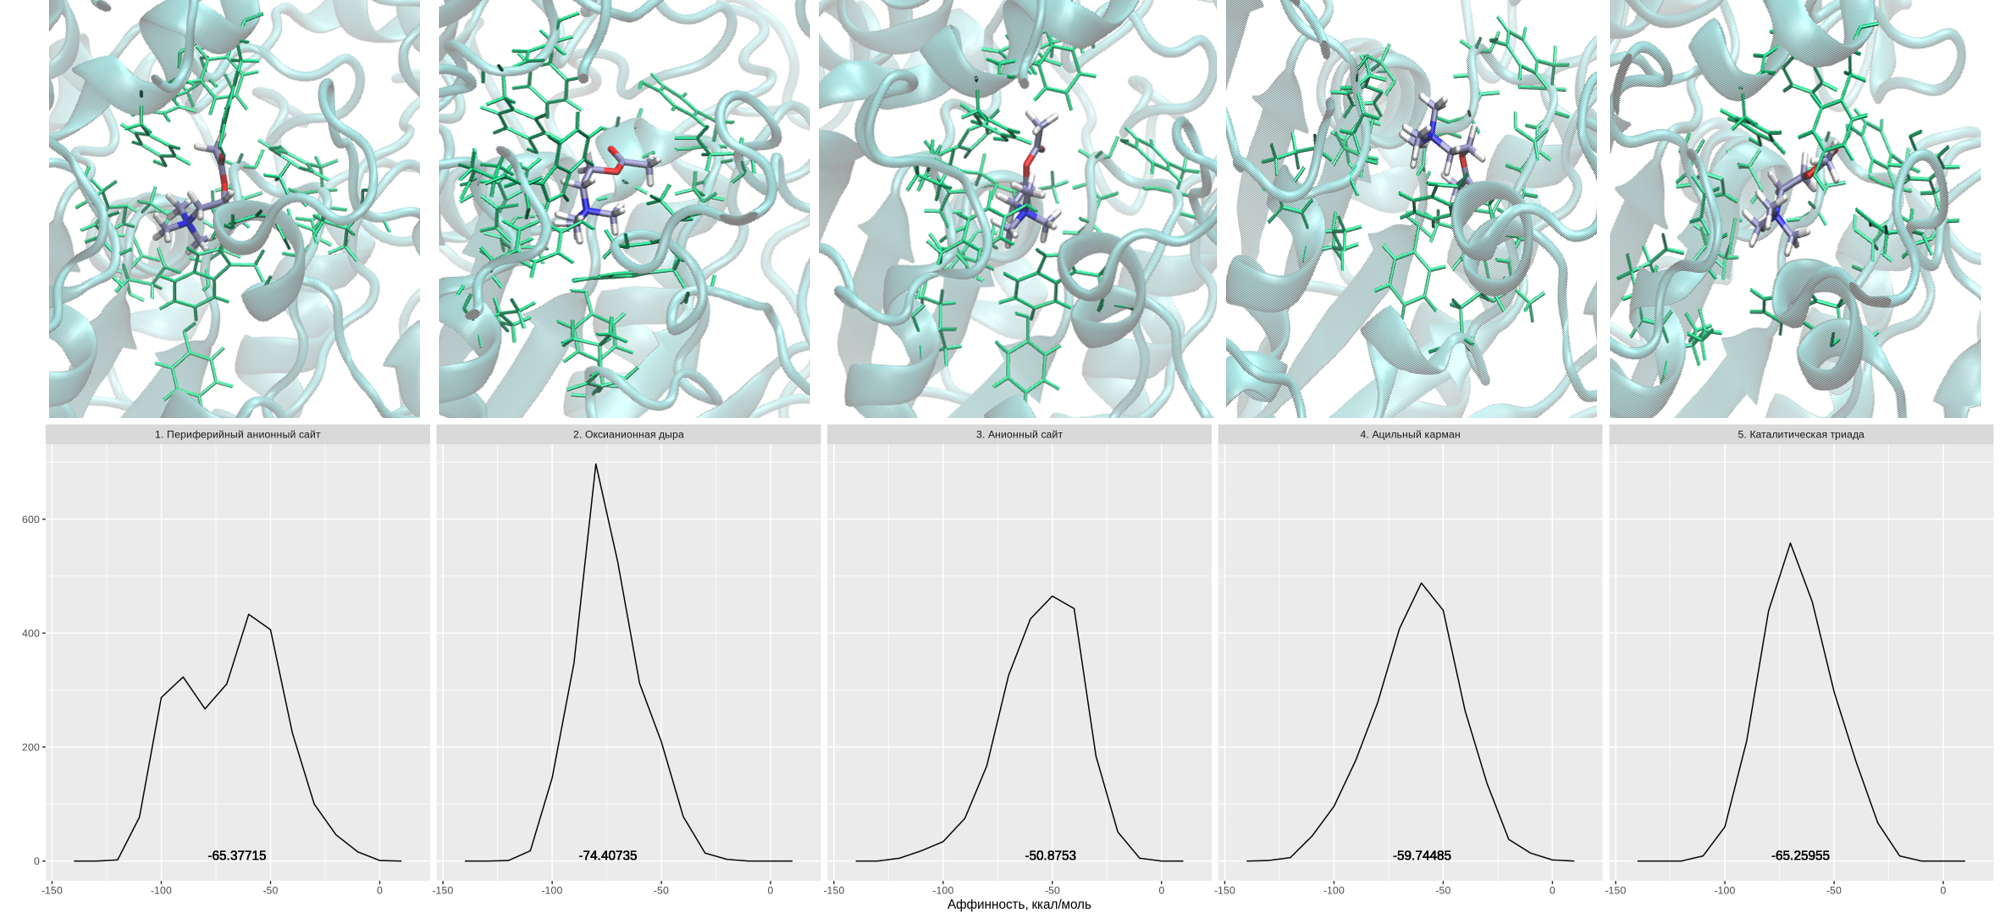 1. Периферийный анионный сайт
2. Оксианионная дыра
3. Анионный сайт
4. Ацильный карман
5. Каталитическая триада
600
400
200
0
-65.37715
-74.40735
-50.8753
-59.74485
-65.25955
-150 -100 -50 0
-150 -100 -50 0
-150 -100 -50 0
-150 -100 -50 0
-150 -100 -50 0
Аффинность, ккал/моль